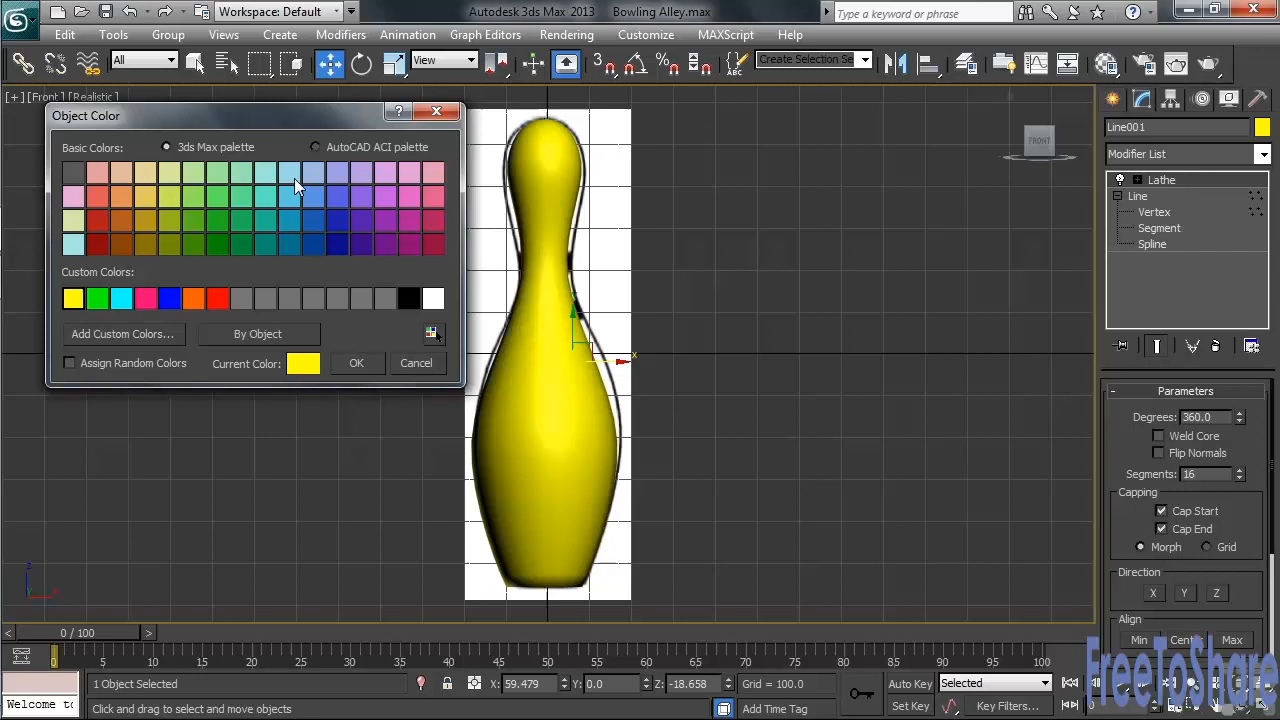 Workspace: Default
Autodesk 3ds Max 2013
Bowling Alley.max
Type a keyword or phrase
Edit
Tools
Group
Views
Create
Modifiers
Animation
Graph Editors
Rendering
Customize
MAXScript
Help
All
View
Create Selection Se
[+] [Front] [Realistic]
Object Color
Basic Colors:
3ds Max palette
AutoCAD ACI palette
Custom Colors:
Add Custom Colors...
By Object
Assign Random Colors
Current Color:
OK
Cancel
FRONT
x
z
Line001
Modifier List
Lathe
Line
Vertex
Segment
Spline
Parameters
Degrees: 360.0
Weld Core
Flip Normals
Segments: 16
Capping
Cap Start
Cap End
Morph
Grid
Direction
X
Y
Z
Align
Min
Max
0 / 100
0
5
10
15
20
25
30
35
40
45
50
55
60
65
70
75
80
85
90
95
100
1 Object Selected
X: 59.479
Y: 0.0
Z: -18.658
Grid = 100.0
Auto Key
Selected
Set Key
Key Filters...
Welcome to
Click and drag to select and move objects
Add Time Tag
FreeToShare